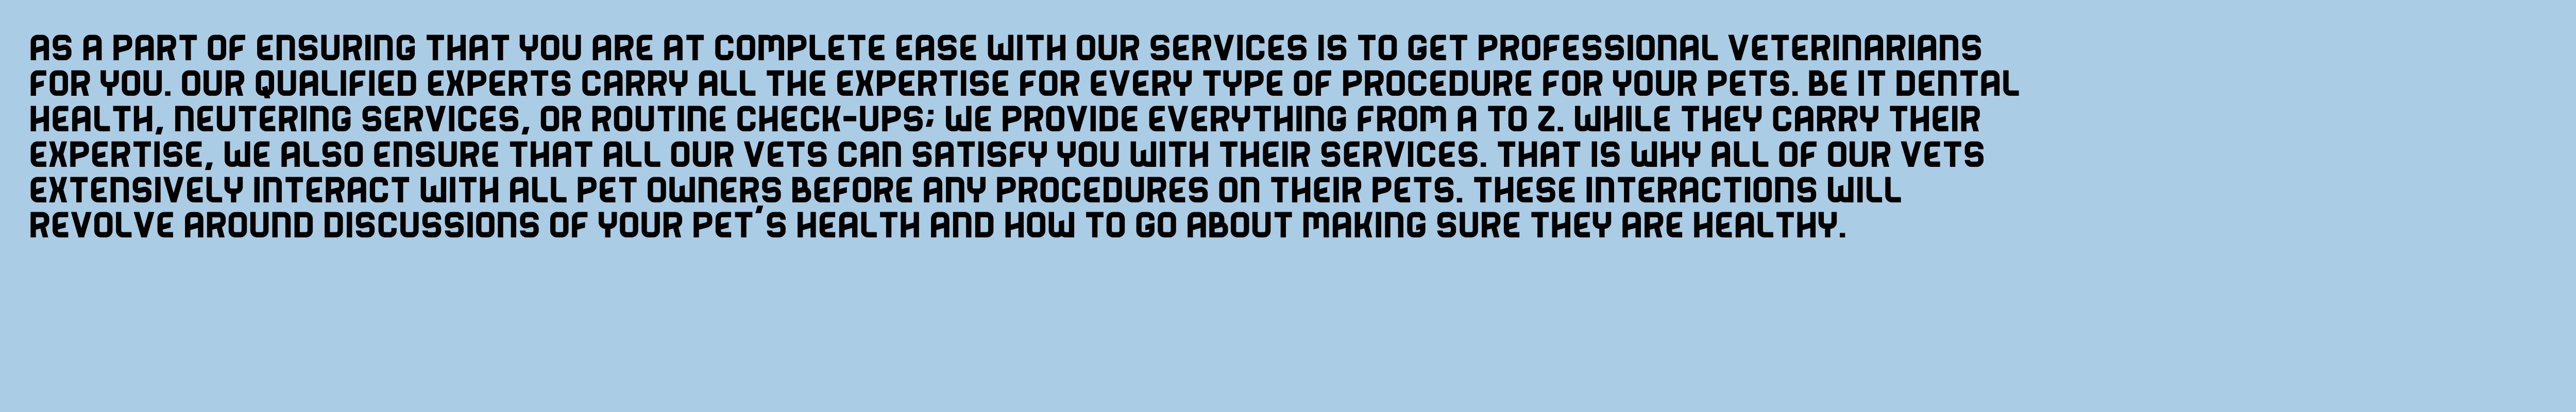 AS A PART OF ENSURING THAT YOU ARE AT COMPLETE EASE WITH OUR SERVICES IS TO GET PROFESSIONAL VETERINARIANS
FOR YOU. OUR QUALIFIED EXPERTS CARRY ALL THE EXPERTISE FOR EVERY TYPE OF PROCEDURE FOR YOUR PETS. BE IT DENTAL
HEALTH, NEUTERING SERVICES, OR ROUTINE CHECK-UPS; WE PROVIDE EVERYTHING FROM A TO Z. WHILE THEY CARRY THEIR
EXPERTISE, WE ALSO ENSURE THAT ALL OUR VETS CAN SATISFY YOU WITH THEIR SERVICES. THAT IS WHY ALL OF OUR VETS
EXTENSIVELY INTERACT WITH ALL PET OWNERS BEFORE ANY PROCEDURES ON THEIR PETS. THESE INTERACTIONS WILL
REVOLVE AROUND DISCUSSIONS OF YOUR PET'S HEALTH AND HOW TO GO ABOUT MAKING SURE THEY ARE HEALTHY.